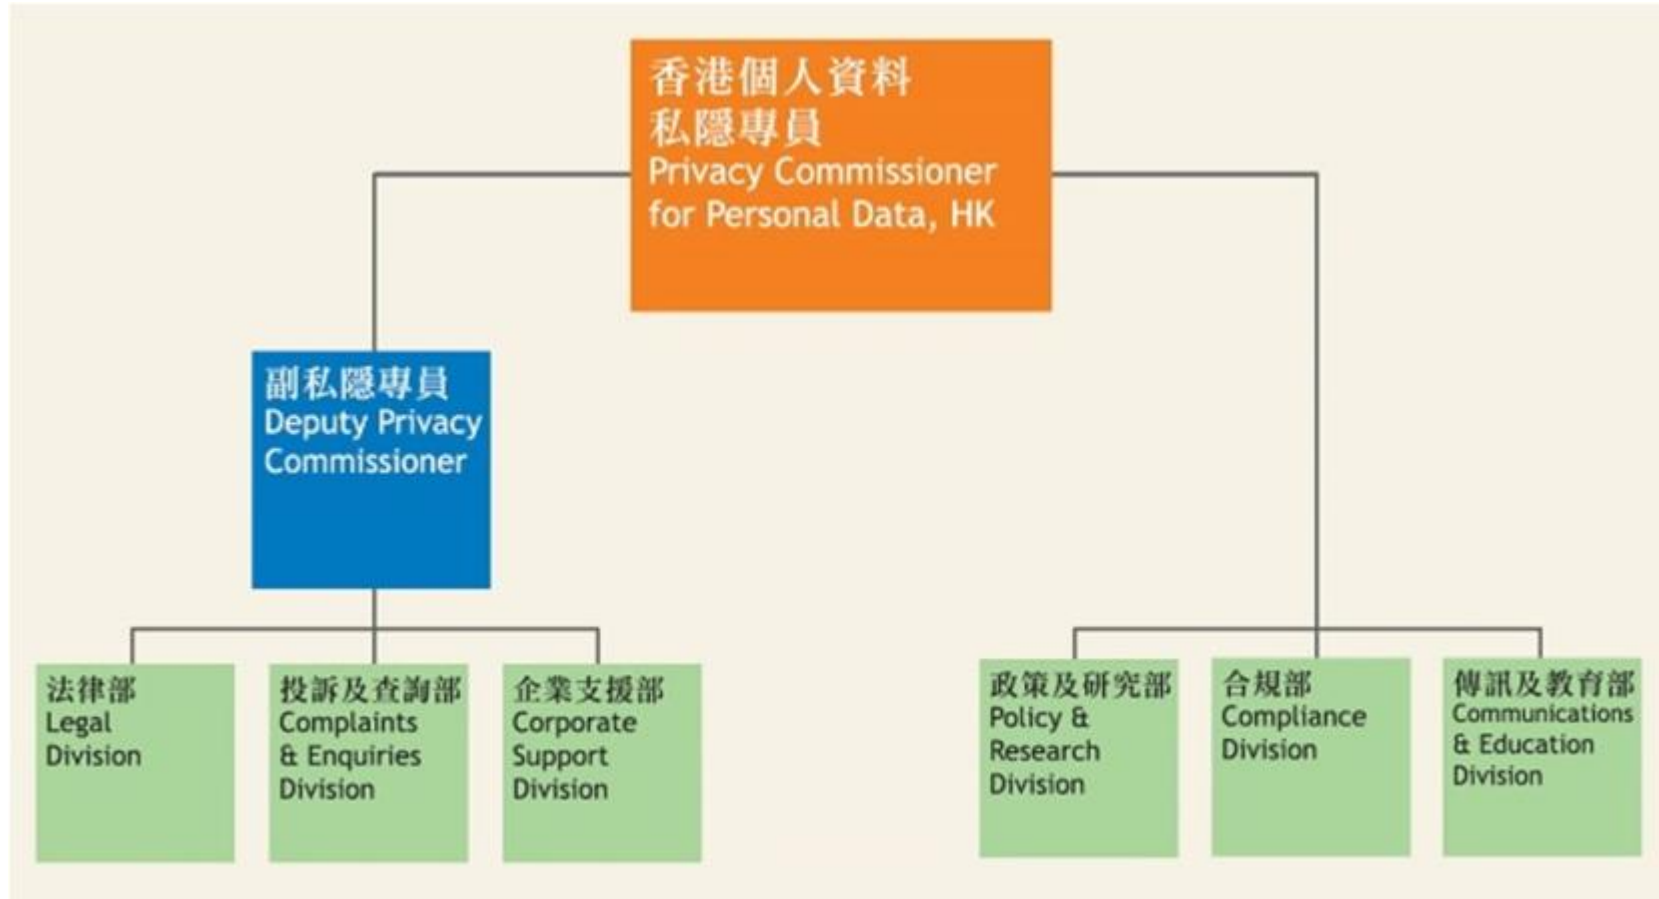 香港個人資料
私隱專員
Privacy Commissioner
for Personal Data, HK
副私隱專員
Deputy Privacy
Commissioner
法律部
Legal
Division
投訴及查詢部
Complaints
& Enquiries
Division
企業支援部
Corporate
Support
Division
政策及研究部
Policy &
Research
Division
合規部
Compliance
Division
傳訊及教育部
Communications
& Education
Division